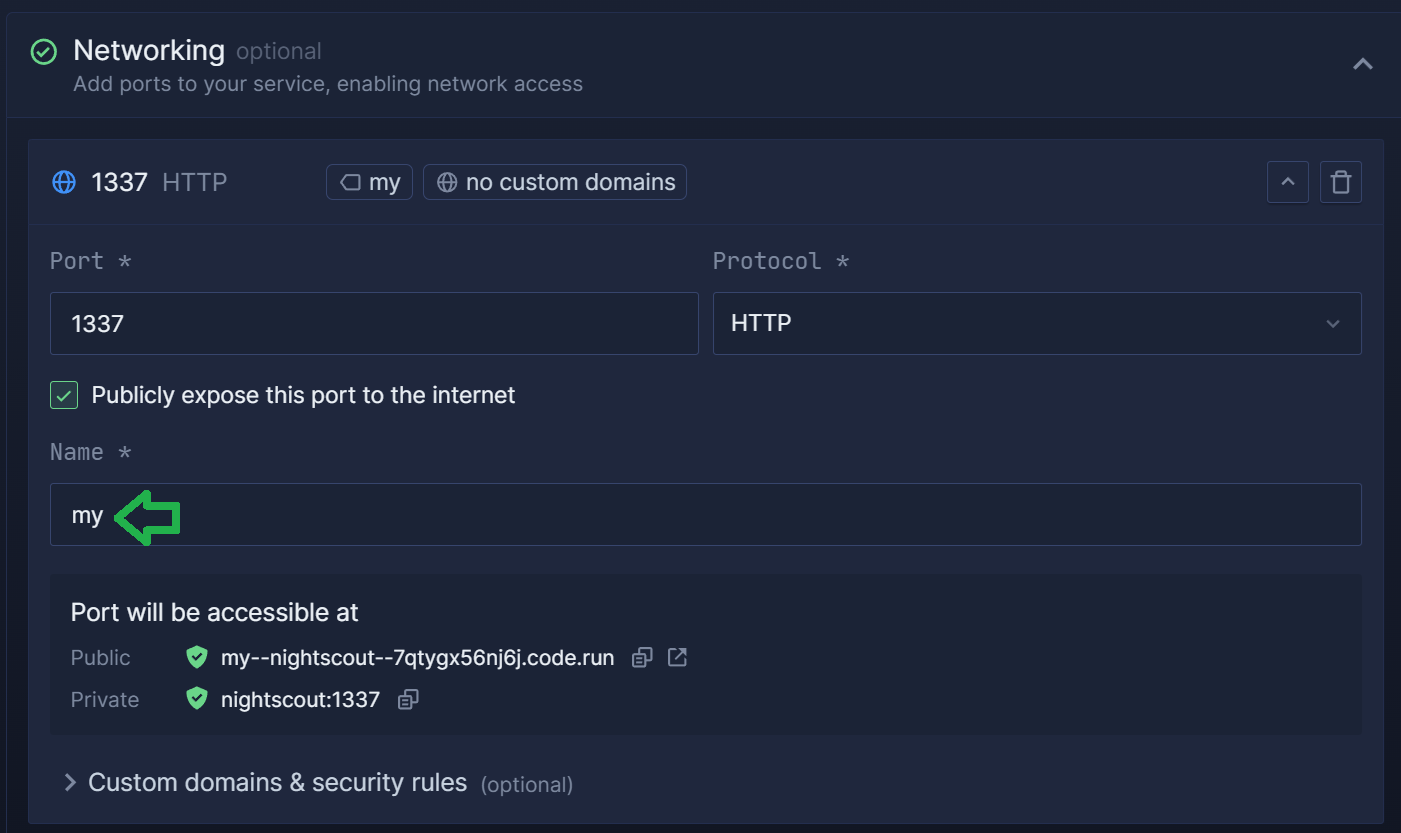 Networking optional
Add ports to your service, enabling network access
1337 HTTP my no custom domains
Port * Protocol *
1337 HTTP
Publicly expose this port to the internet
Name *
my
Port will be accessible at
Public my--nightscout--7qtygx56nj6j.code.run
Private nightscout:1337
Custom domains & security rules (optional)